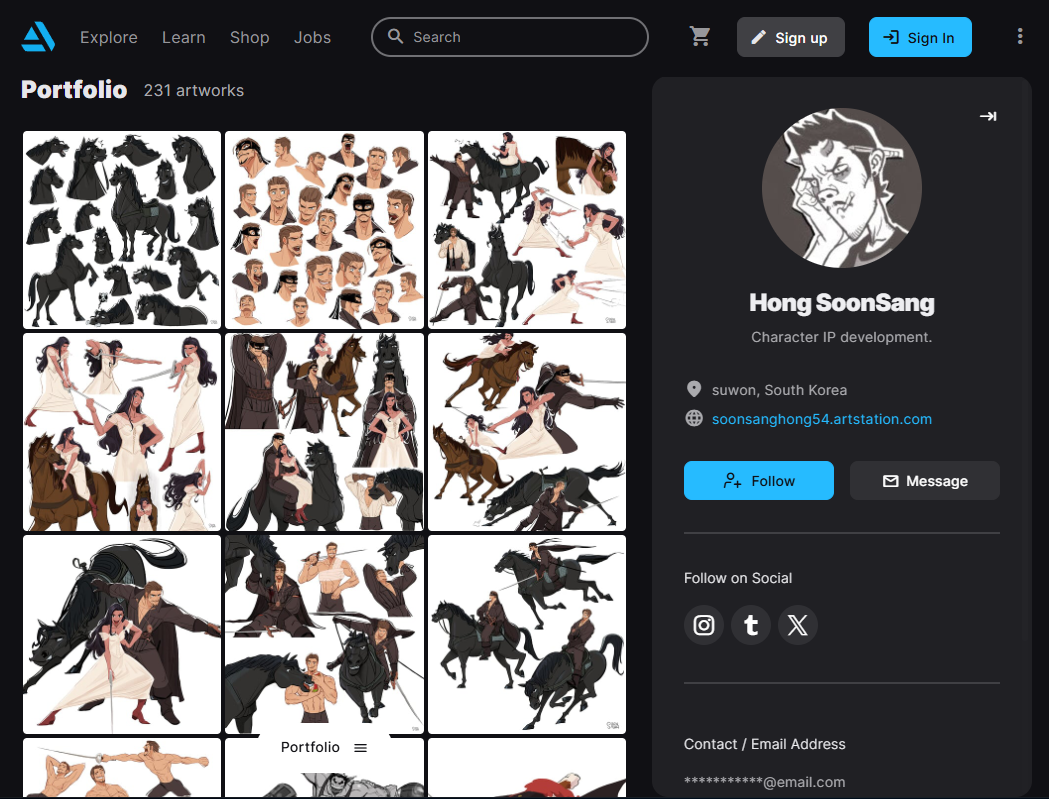 Explore Learn Shop Jobs Search Sign up Sign In
Portfolio 231 artworks
Hong SoonSang
Character IP development.
suwon, South Korea
soonsanghong54.artstation.com
Follow Message
Follow on Social
Portfolio
Contact / Email Address
***********@email.com